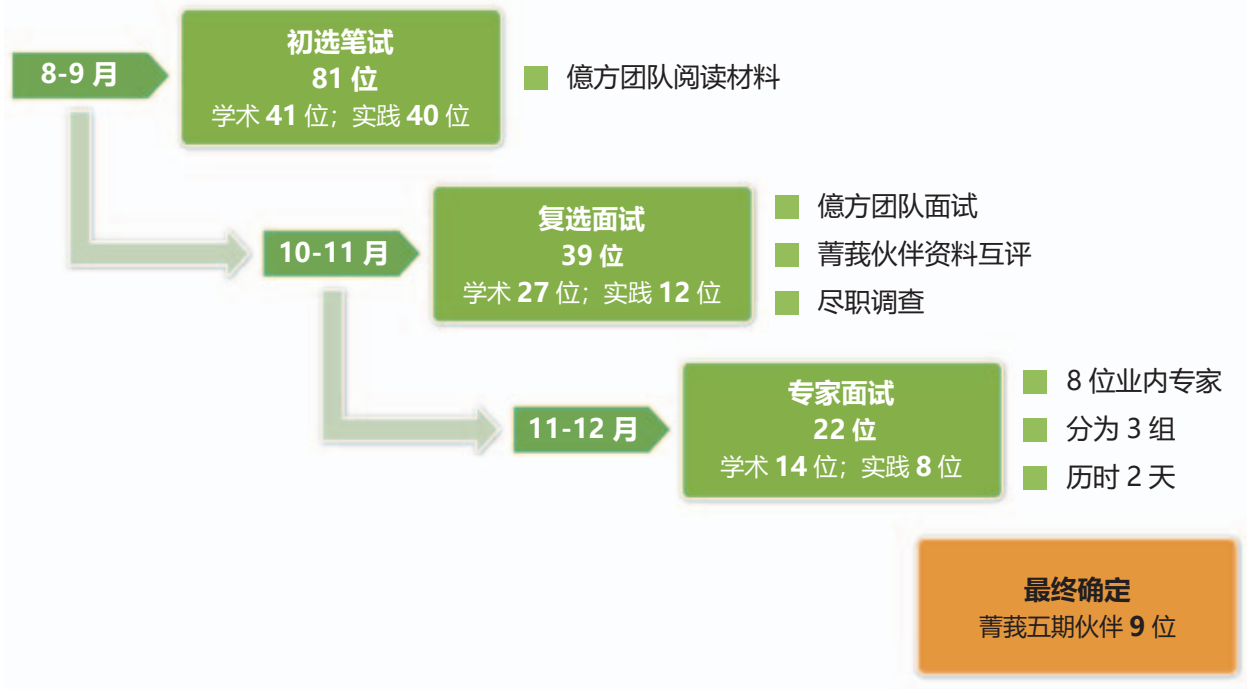 8-9 月
初选笔试
81 位
学术 41 位；实践 40 位
億方团队阅读材料
10-11 月
复选面试
39 位
学术 27 位；实践 12 位
億方团队面试
菁莪伙伴资料互评
尽职调查
11-12 月
专家面试
22 位
学术 14 位；实践 8 位
8 位业内专家
分为 3 组
历时 2 天
最终确定
菁莪五期伙伴 9 位